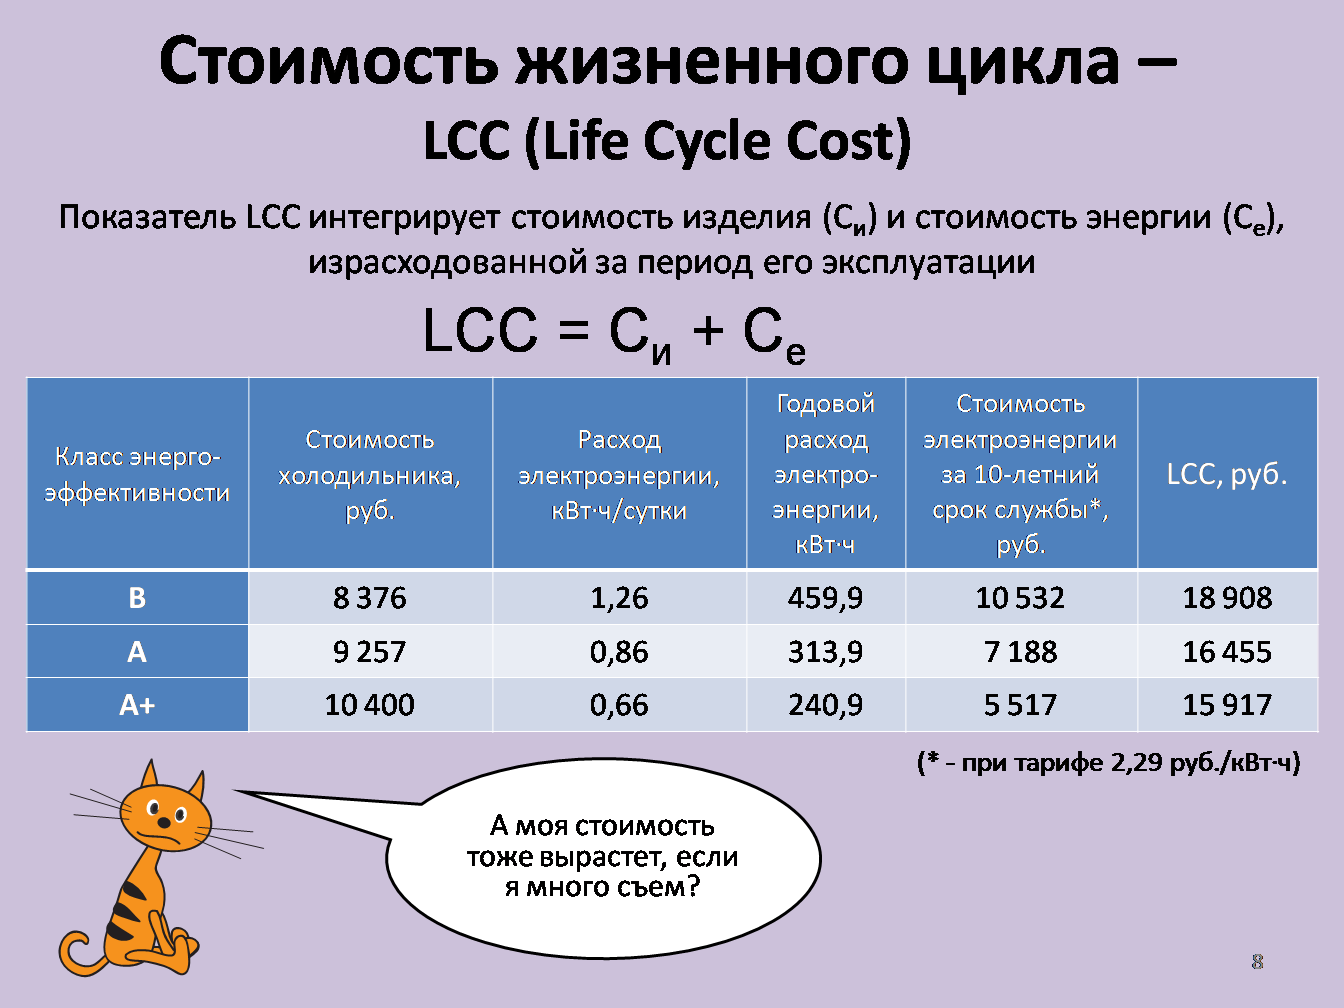 Стоимость жизненного цикла –
LCC (Life Cycle Cost)
Показатель LCC интегрирует стоимость изделия (Си) и стоимость энергии (Се),
израсходованной за период его эксплуатации
LCC = Си + Се
Класс энерго-
эффективности
Стоимость
холодильника,
руб.
Расход
электроэнергии,
кВт·ч/сутки
Годовой
расход
электро-
энергии,
кВт·ч
Стоимость
электроэнергии
за 10-летний
срок службы*,
руб.
LCC, руб.
B 8 376 1,26 459,9 10 532 18 908
A 9 257 0,86 313,9 7 188 16 455
A+ 10 400 0,66 240,9 5 517 15 917
(* - при тарифе 2,29 руб./кВт·ч)
А моя стоимость
тоже вырастет, если
я много съем?
8